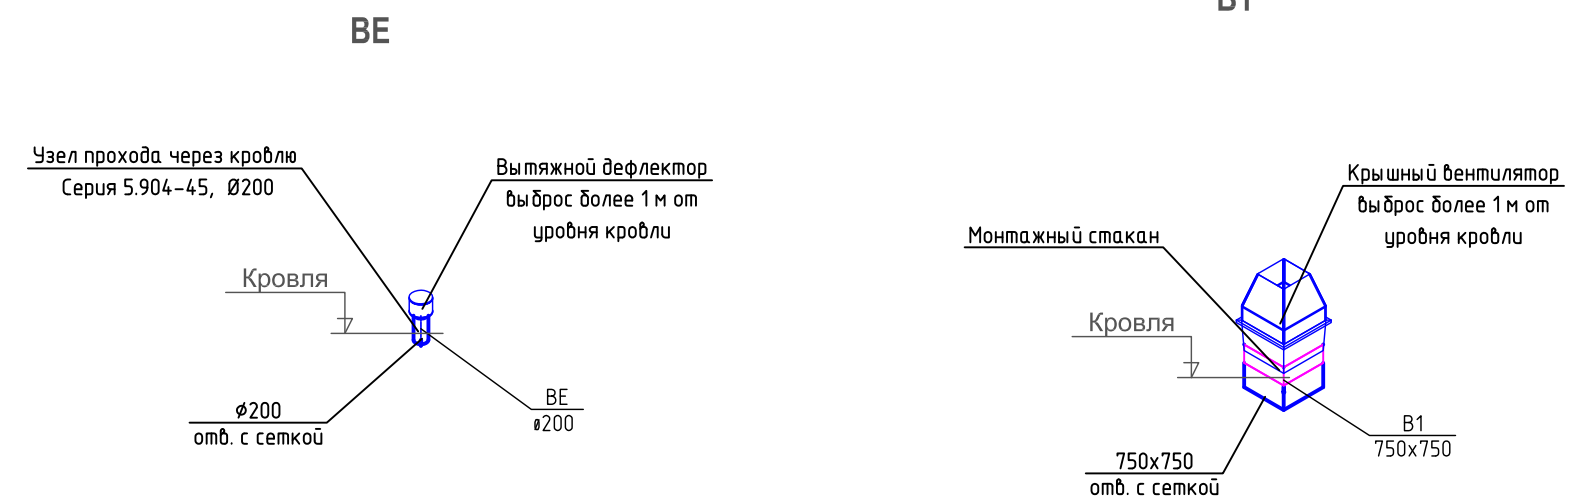 ВЕ
Узел прохода через кровлю
Серия 5.904-45, Ø200
Вытяжной дефлектор
выброс более 1 м от
уровня кровли
Кровля
ø200
отв. с сеткой
ВЕ
ø200
В1
Крышный вентилятор
выброс более 1 м от
уровня кровли
Монтажный стакан
Кровля
750х750
отв. с сеткой
В1
750х750